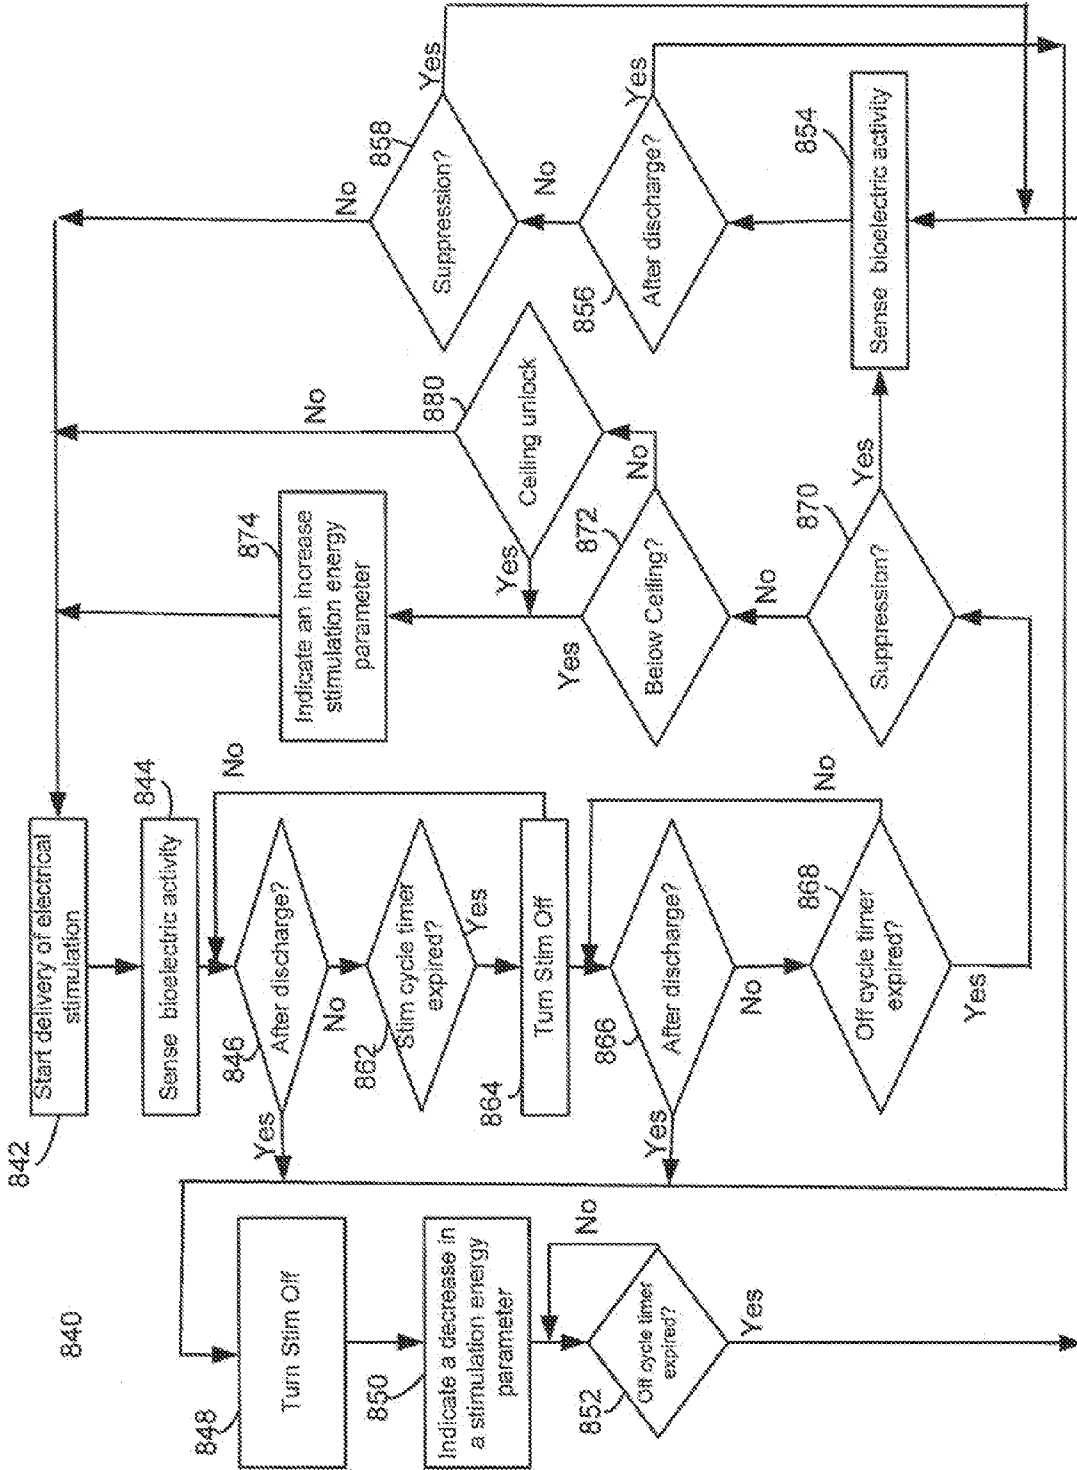 840
842
Start delivery of electrical
stimulation
844
Sense bioelectric activity
846
After discharge?
Yes
No
No
862
Stim cycle timer
expired?
Yes
864
Turn Stim Off
866
After discharge?
Yes
No
No
868
Off cycle timer
expired?
Yes
848
Turn Stim Off
850
Indicate a decrease in
a stimulation energy
parameter
852
Off cycle timer
expired?
No
Yes
874
Indicate an increase
stimulation energy
parameter
Yes
872
Below Ceiling?
No
Yes
880
Ceiling unlock
No
No
870
Suppression?
Yes
No
858
Suppression?
Yes
No
856
After discharge?
Yes
854
Sense bioelectric activity